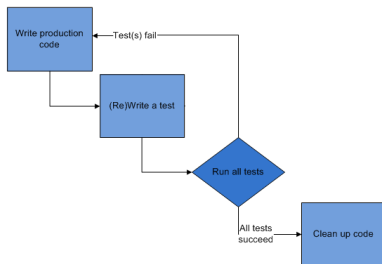 Write production
code
Test(s) fail
(Re)Write a test
Run all tests
All tests
succeed
Clean up code